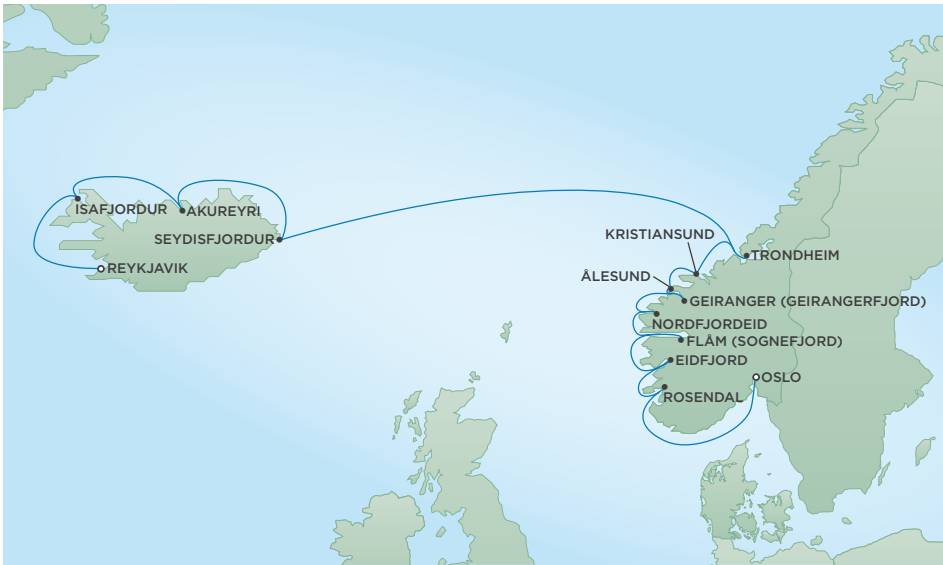 ISAFJORDUR
AKUREYRI
SEYDISFJORDUR
REYKJAVIK
KRISTIANSUND
TRONDHEIM
ÅLESUND
GEIRANGER (GEIRANGERFJORD)
NORDFJORDEID
FLÅM (SOGNEFJORD)
EIDFJORD
OSLO
ROSENDAL